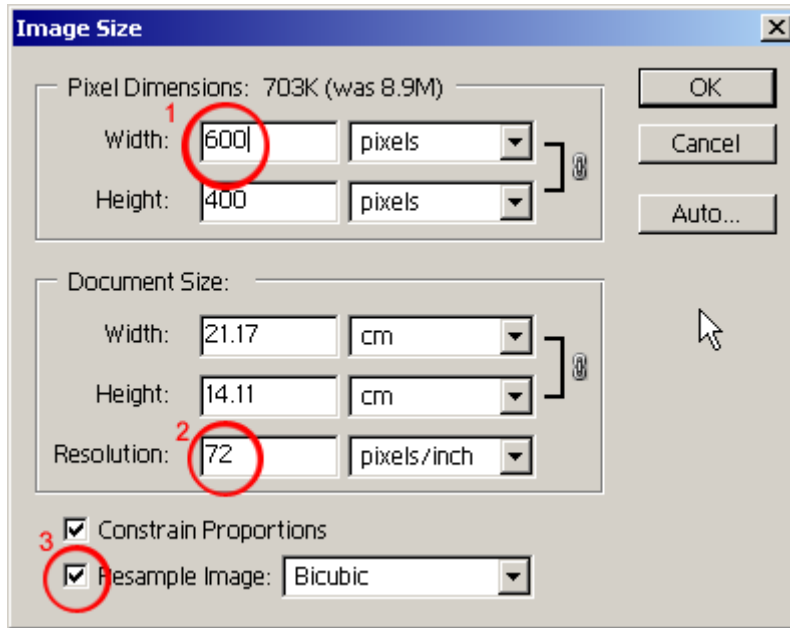 Image Size
Pixel Dimensions: 703K (was 8.9M)
OK
1
Width: 600 pixels
Cancel
Height: 400 pixels
Auto...
Document Size:
Width: 21.17 cm
Height: 14.11 cm
2
Resolution: 72 pixels/inch
Constrain Proportions
3
Resample Image: Bicubic